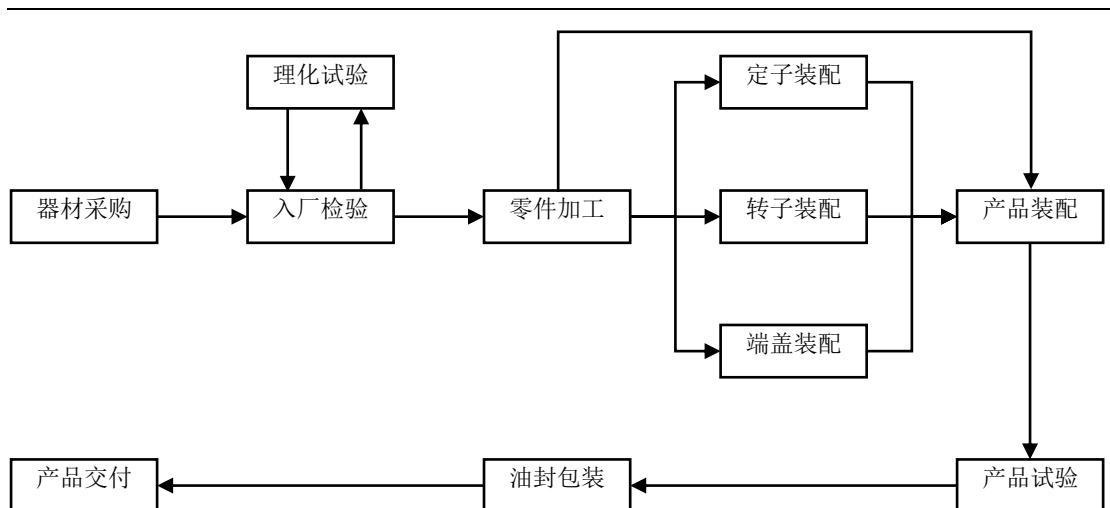 理化试验
定子装配
器材采购
入厂检验
零件加工
转子装配
产品装配
端盖装配
产品交付
油封包装
产品试验